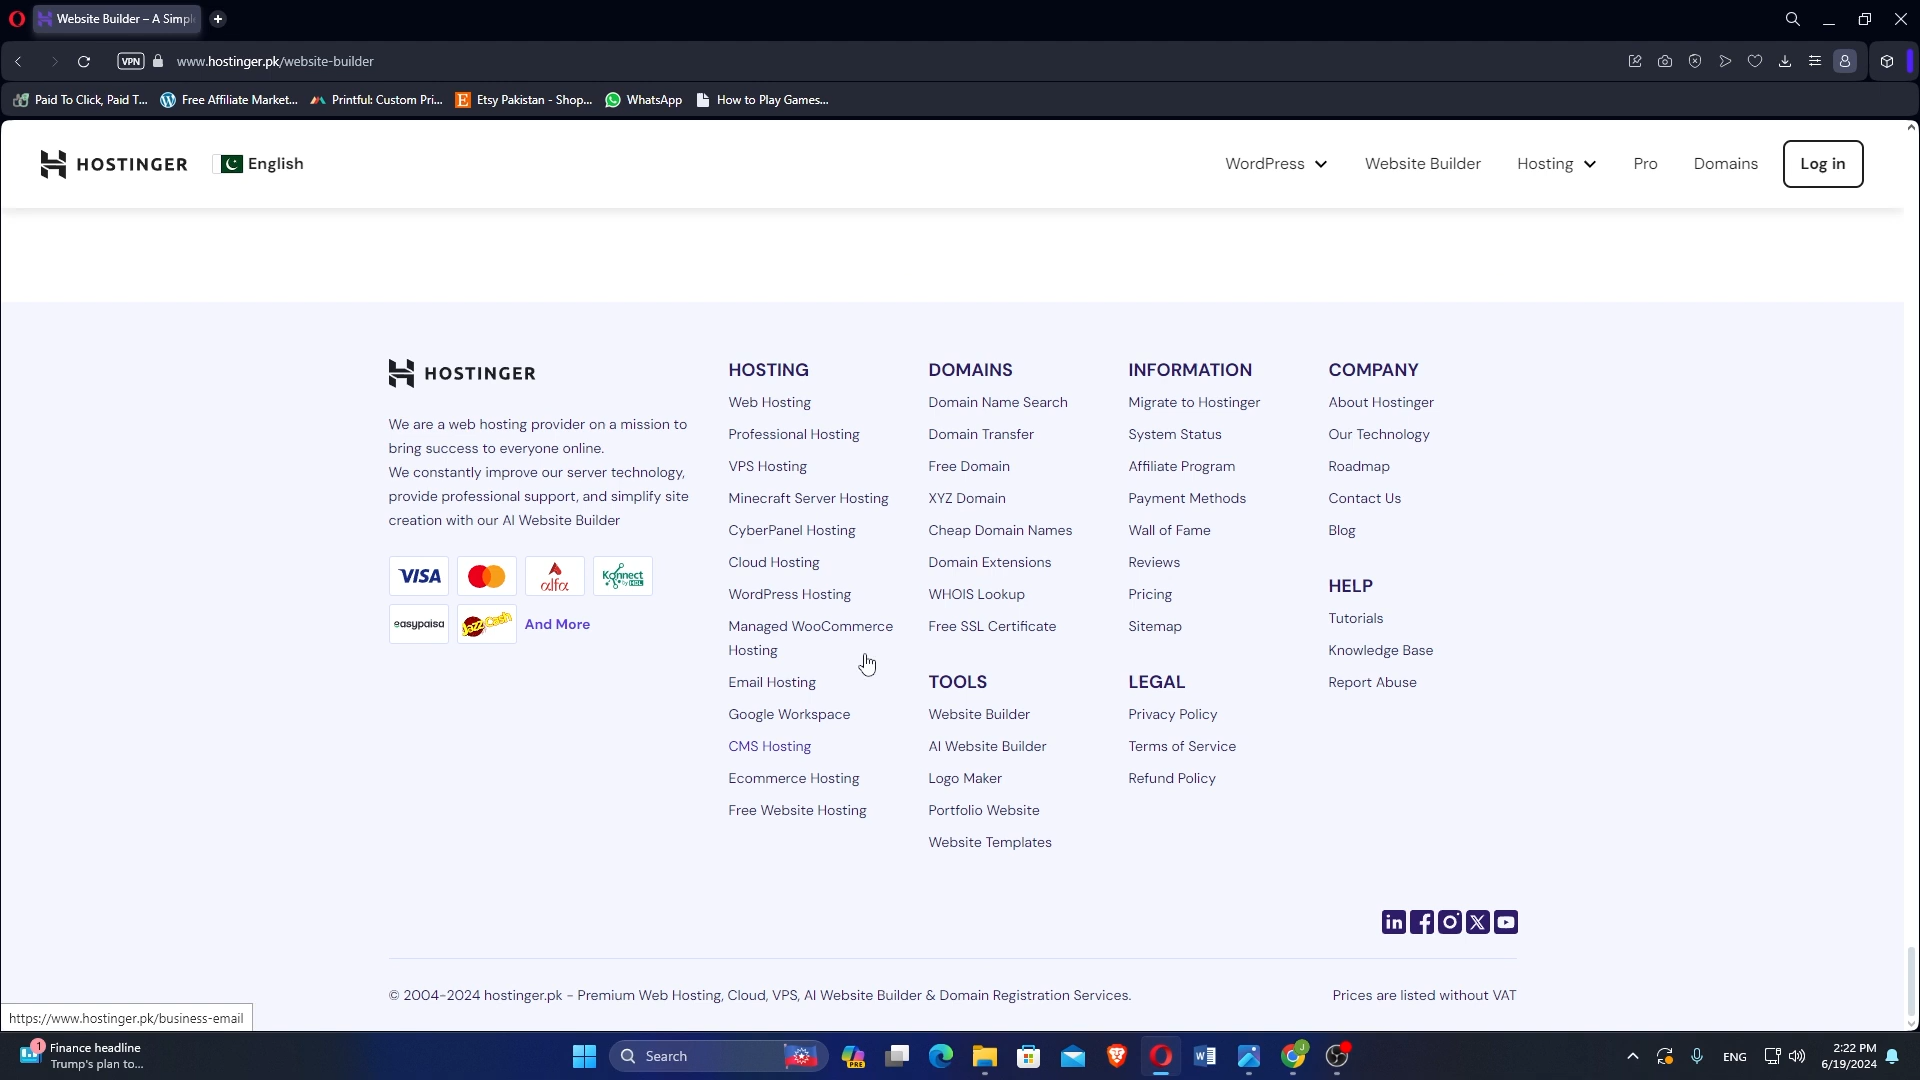 Website Builder – A Simpl
VPN
www.hostinger.pk/website-builder
Paid To Click, Paid T...
Free Affiliate Market...
Printful: Custom Pri...
Etsy Pakistan - Shop...
WhatsApp
How to Play Games...
HOSTINGER
English
WordPress
Website Builder
Hosting
Pro
Domains
Log in
HOSTINGER
We are a web hosting provider on a mission to
bring success to everyone online.
We constantly improve our server technology,
provide professional support, and simplify site
creation with our AI Website Builder
VISA
alfa
Konnect
by HBL
easypaisa
JazzCash
And More
HOSTING
Web Hosting
Professional Hosting
VPS Hosting
Minecraft Server Hosting
CyberPanel Hosting
Cloud Hosting
WordPress Hosting
Managed WooCommerce
Hosting
Email Hosting
Google Workspace
CMS Hosting
Ecommerce Hosting
Free Website Hosting
DOMAINS
Domain Name Search
Domain Transfer
Free Domain
XYZ Domain
Cheap Domain Names
Domain Extensions
WHOIS Lookup
Free SSL Certificate
TOOLS
Website Builder
AI Website Builder
Logo Maker
Portfolio Website
Website Templates
INFORMATION
Migrate to Hostinger
System Status
Affiliate Program
Payment Methods
Wall of Fame
Reviews
Pricing
Sitemap
LEGAL
Privacy Policy
Terms of Service
Refund Policy
COMPANY
About Hostinger
Our Technology
Roadmap
Contact Us
Blog
HELP
Tutorials
Knowledge Base
Report Abuse
© 2004-2024 hostinger.pk - Premium Web Hosting, Cloud, VPS, AI Website Builder & Domain Registration Services.
Prices are listed without VAT
https://www.hostinger.pk/business-email
1
Finance headline
Trump's plan to...
Search
PRE
W
J
ENG
2:22 PM
6/19/2024